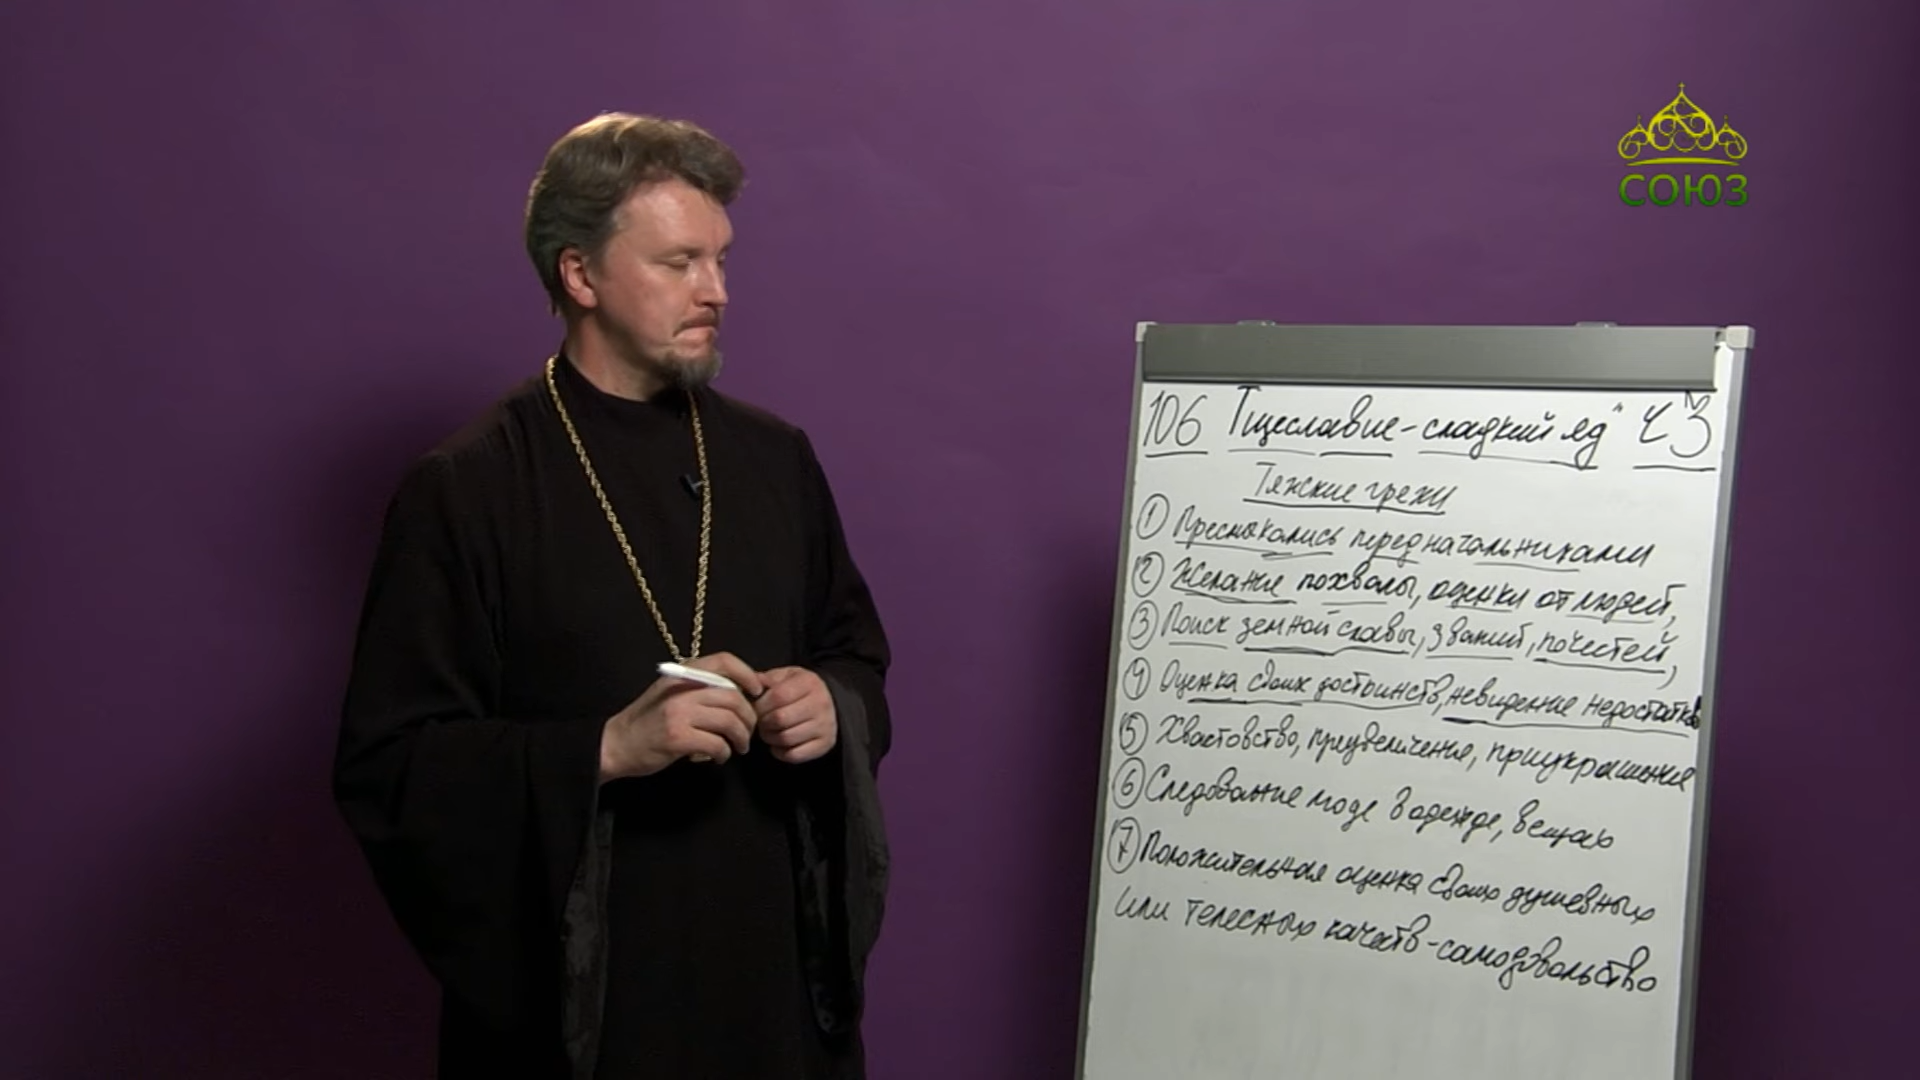 СОЮЗ
106 Тщеславие - сладкий яд" ч 3
Тяжкие грехи
① Пресмыкались перед начальниками
② Желание похвалы, оценки от людей,
③ Поиск земной славы, званий, почестей,
④ Оценка своих достоинств, невидение недостатков
⑤ Хвастовство, преувеличение, приукрашение
⑥ Следование моде в одежде, вещах
⑦ Положительная оценка своих душевных
или телесных качеств - самодовольство